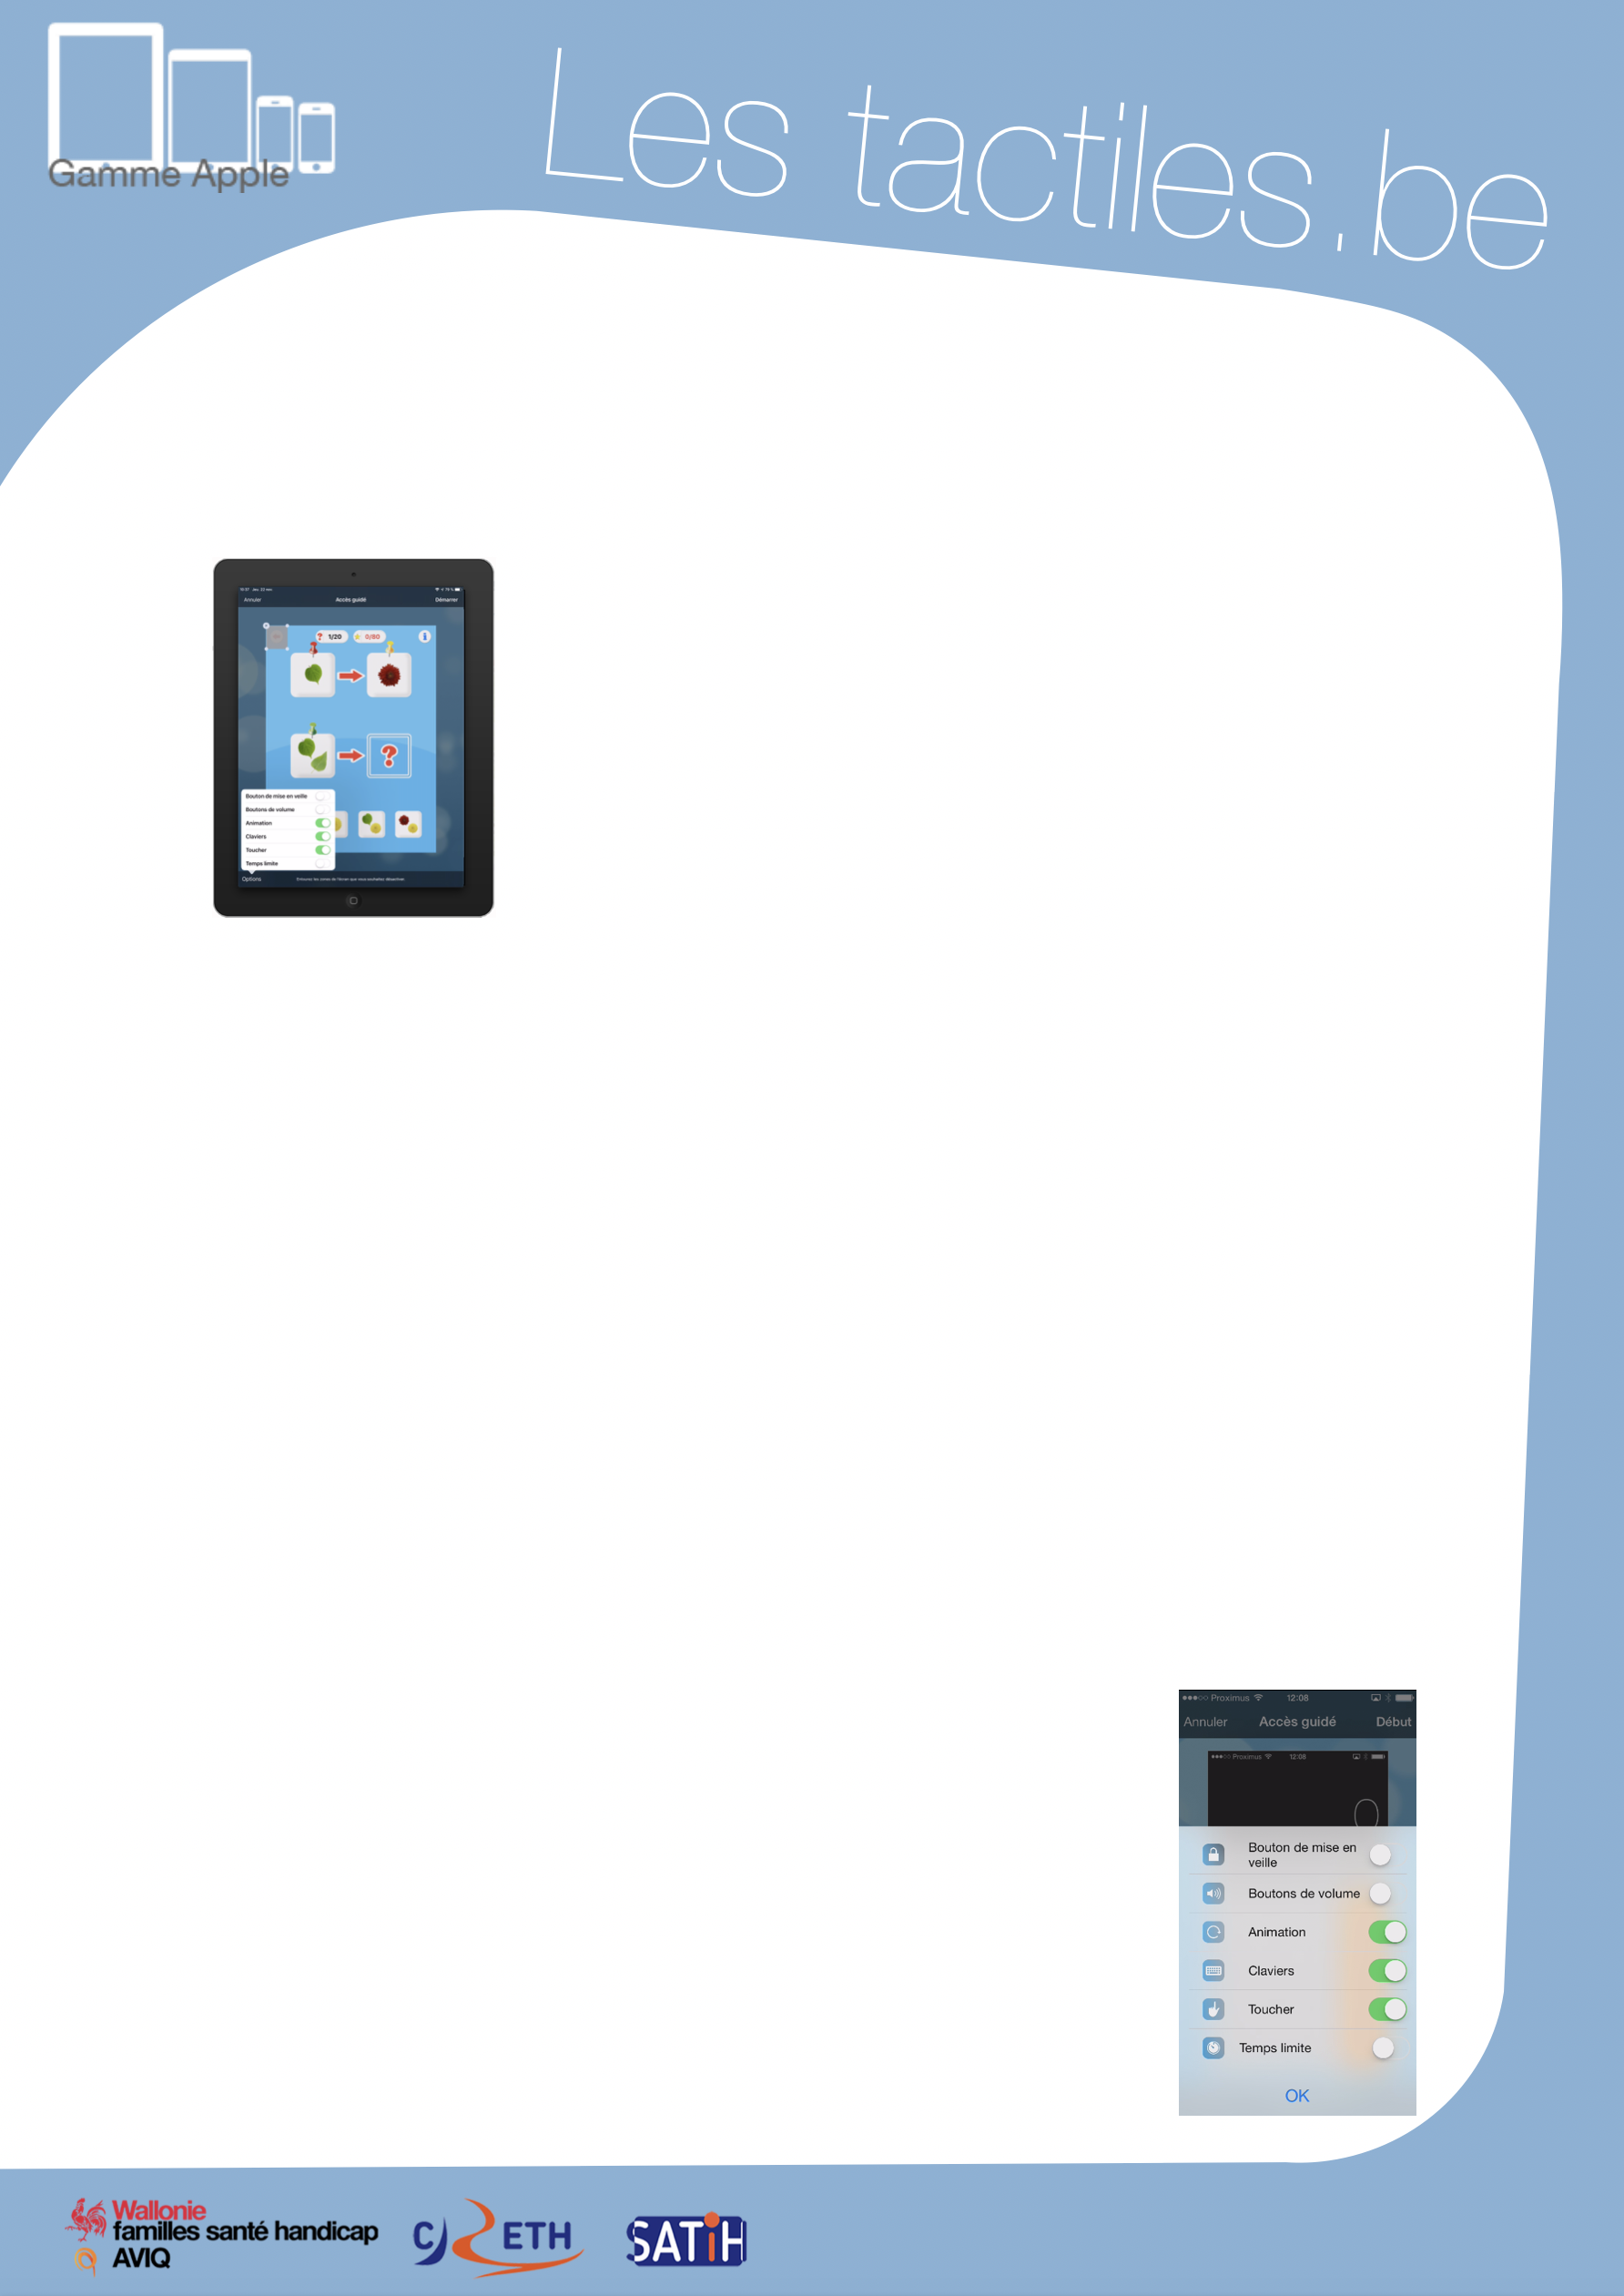 Gamme Apple
Les tactiles.be
Annuler
Accès guidé
Démarrer
1/20
0/80
?
Bouton de mise en veille
Boutons de volume
Animation
Claviers
Toucher
Temps limite
Options
Proximus
12:08
Annuler
Accès guidé
Début
Proximus
12:08
0
Bouton de mise en
veille
Boutons de volume
Animation
Claviers
Toucher
Temps limite
OK
Wallonie
familles santé handicap
AVIQ
CRETH
SATiH